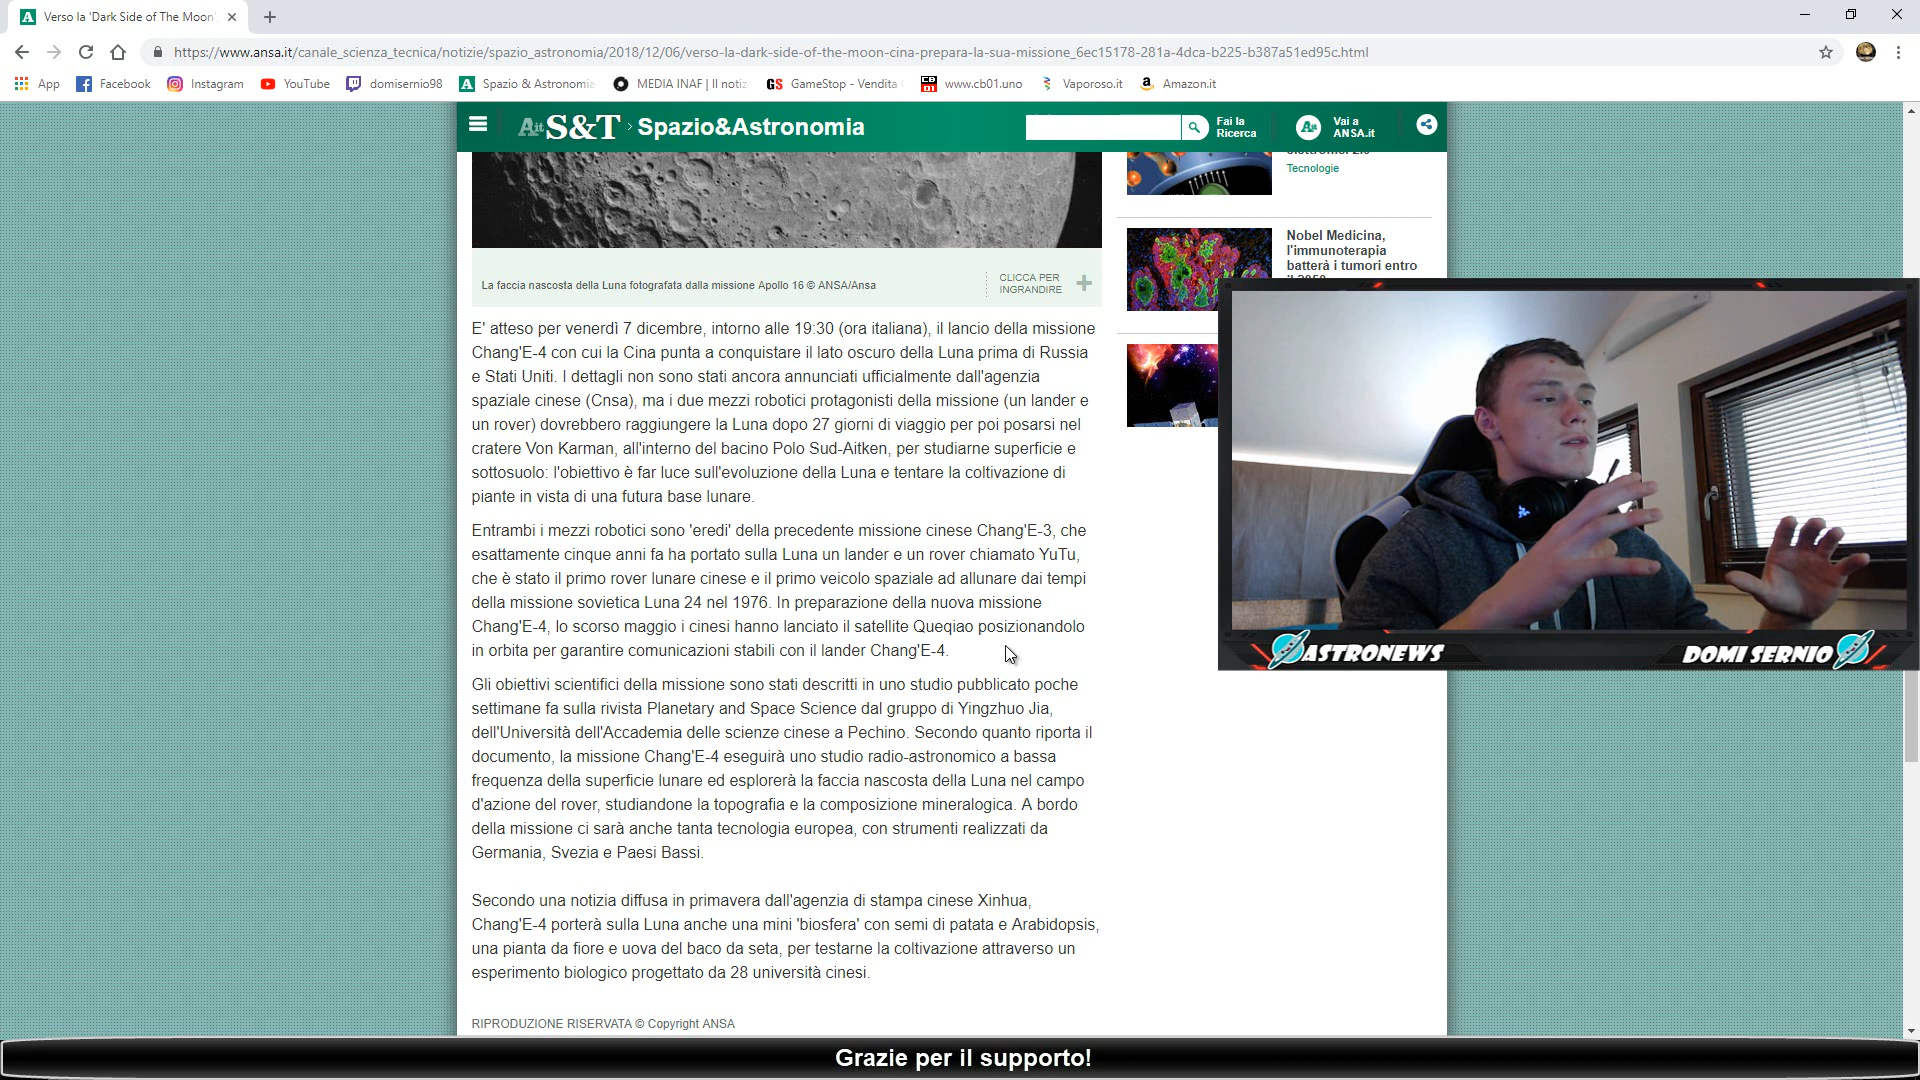 Verso la 'Dark Side of The Moon'
https://www.ansa.it/canale_scienza_tecnica/notizie/spazio_astronomia/2018/12/06/verso-la-dark-side-of-the-moon-cina-prepara-la-sua-missione_6ec15178-281a-4dca-b225-b387a51ed95c.html
App Facebook Instagram YouTube domisernio98 Spazio & Astronomia MEDIA INAF | Il notiz GameStop - Vendita www.cb01.uno Vaporoso.it Amazon.it
Ait S&T › Spazio&Astronomia
Fai la
Ricerca
Vai a
ANSA.it
Tecnologie
Nobel Medicina,
l'immunoterapia
batterà i tumori entro
La faccia nascosta della Luna fotografata dalla missione Apollo 16 © ANSA/Ansa
CLICCA PER
INGRANDIRE
E' atteso per venerdì 7 dicembre, intorno alle 19:30 (ora italiana), il lancio della missione
Chang'E-4 con cui la Cina punta a conquistare il lato oscuro della Luna prima di Russia
e Stati Uniti. I dettagli non sono stati ancora annunciati ufficialmente dall'agenzia
spaziale cinese (Cnsa), ma i due mezzi robotici protagonisti della missione (un lander e
un rover) dovrebbero raggiungere la Luna dopo 27 giorni di viaggio per poi posarsi nel
cratere Von Karman, all'interno del bacino Polo Sud-Aitken, per studiarne superficie e
sottosuolo: l'obiettivo è far luce sull'evoluzione della Luna e tentare la coltivazione di
piante in vista di una futura base lunare.
Entrambi i mezzi robotici sono 'eredi' della precedente missione cinese Chang'E-3, che
esattamente cinque anni fa ha portato sulla Luna un lander e un rover chiamato YuTu,
che è stato il primo rover lunare cinese e il primo veicolo spaziale ad allunare dai tempi
della missione sovietica Luna 24 nel 1976. In preparazione della nuova missione
Chang'E-4, lo scorso maggio i cinesi hanno lanciato il satellite Queqiao posizionandolo
in orbita per garantire comunicazioni stabili con il lander Chang'E-4.
Gli obiettivi scientifici della missione sono stati descritti in uno studio pubblicato poche
settimane fa sulla rivista Planetary and Space Science dal gruppo di Yingzhuo Jia,
dell'Università dell'Accademia delle scienze cinese a Pechino. Secondo quanto riporta il
documento, la missione Chang'E-4 eseguirà uno studio radio-astronomico a bassa
frequenza della superficie lunare ed esplorerà la faccia nascosta della Luna nel campo
d'azione del rover, studiandone la topografia e la composizione mineralogica. A bordo
della missione ci sarà anche tanta tecnologia europea, con strumenti realizzati da
Germania, Svezia e Paesi Bassi.
Secondo una notizia diffusa in primavera dall'agenzia di stampa cinese Xinhua,
Chang'E-4 porterà sulla Luna anche una mini 'biosfera' con semi di patata e Arabidopsis,
una pianta da fiore e uova del baco da seta, per testarne la coltivazione attraverso un
esperimento biologico progettato da 28 università cinesi.
RIPRODUZIONE RISERVATA © Copyright ANSA
ASTRONEWS
DOMI SERNIO
Grazie per il supporto!